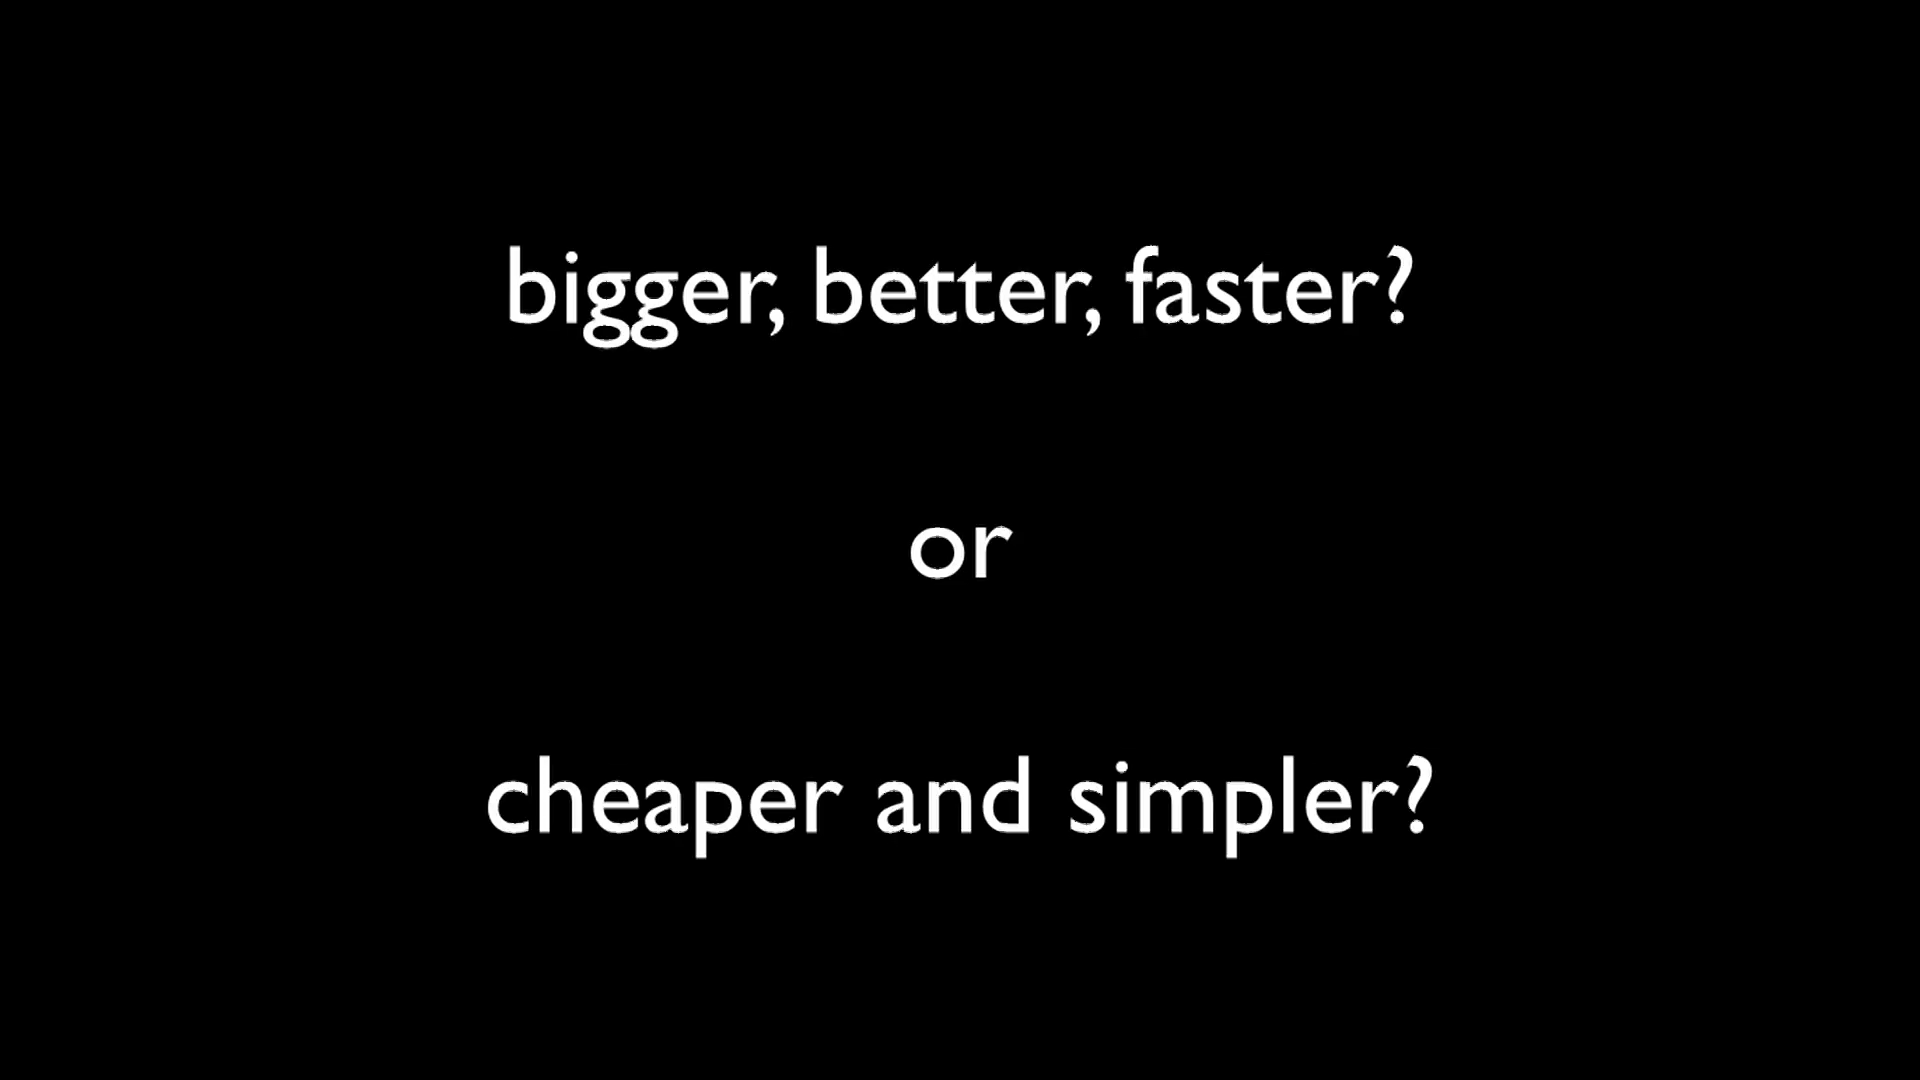 bigger, better, faster?
or
cheaper and simpler?